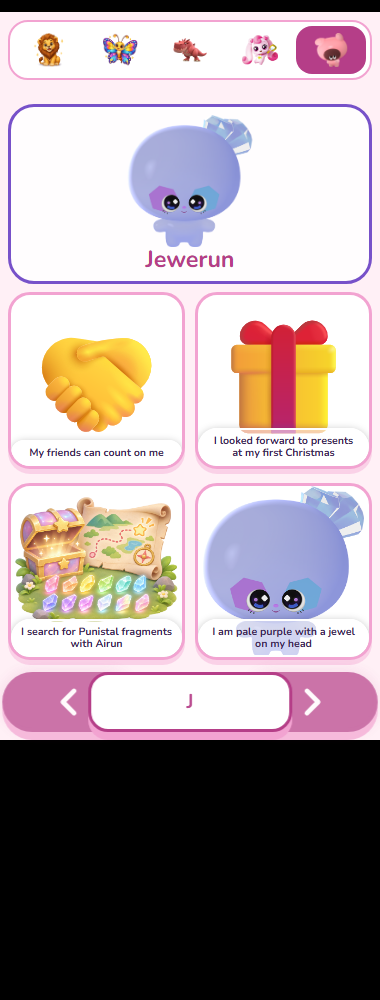 Jewerun
My friends can count on me
I looked forward to presents
at my first Christmas
I search for Punistal fragments
with Airun
I am pale purple with a jewel
on my head
J